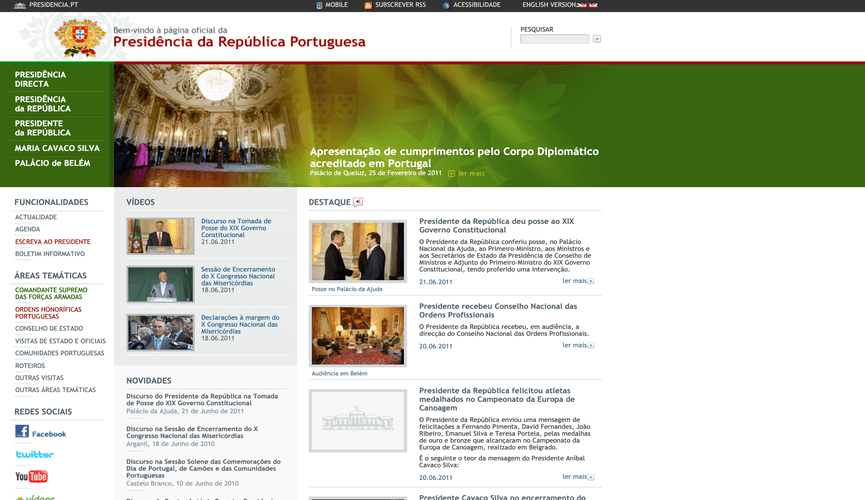 PRESIDENCIA.PT
MOBILE
SUBSCREVER RSS
ACESSIBILIDADE
ENGLISH VERSION
Bem-vindo à página oficial da
Presidência da República Portuguesa
PESQUISAR
PRESIDÊNCIA
DIRECTA
PRESIDÊNCIA
da REPÚBLICA
PRESIDENTE
da REPÚBLICA
MARIA CAVACO SILVA
PALÁCIO de BELÉM
Apresentação de cumprimentos pelo Corpo Diplomático
acreditado em Portugal
Palácio de Queluz, 25 de Fevereiro de 2011
ler mais
FUNCIONALIDADES
ACTUALIDADE
AGENDA
ESCREVA AO PRESIDENTE
BOLETIM INFORMATIVO
ÁREAS TEMÁTICAS
COMANDANTE SUPREMO
DAS FORÇAS ARMADAS
ORDENS HONORÍFICAS
PORTUGUESAS
CONSELHO DE ESTADO
VISITAS DE ESTADO E OFICIAIS
COMUNIDADES PORTUGUESAS
ROTEIROS
OUTRAS VISITAS
OUTRAS ÁREAS TEMÁTICAS
REDES SOCIAIS
Facebook
twitter
YouTube
vídeos
VÍDEOS
Discurso na Tomada de
Posse do XIX Governo
Constitucional
21.06.2011
Sessão de Encerramento
do X Congresso Nacional
das Misericórdias
18.06.2011
Declarações à margem do
X Congresso Nacional das
Misericórdias
18.06.2011
NOVIDADES
Discurso do Presidente da República na Tomada
de Posse do XIX Governo Constitucional
Palácio da Ajuda, 21 de Junho de 2011
Discurso na Sessão de Encerramento do X
Congresso Nacional das Misericórdias
Arganil, 18 de Junho de 2010
Discurso na Sessão Solene das Comemorações do
Dia de Portugal, de Camões e das Comunidades
Portuguesas
Castelo Branco, 10 de Junho de 2010
DESTAQUE
Posse no Palácio da Ajuda
Presidente da República deu posse ao XIX
Governo Constitucional
O Presidente da República conferiu posse, no Palácio
Nacional da Ajuda, ao Primeiro-Ministro, aos Ministros e
aos Secretários de Estado da Presidência de Conselho de
Ministros e Adjunto do Primeiro-Ministro do XIX Governo
Constitucional, tendo proferido uma intervenção.
21.06.2011
ler mais
Audiência em Belém
Presidente recebeu Conselho Nacional das
Ordens Profissionais
O Presidente da República recebeu, em audiência, a
direcção do Conselho Nacional das Ordens Profissionais.
20.06.2011
ler mais
Presidente da República felicitou atletas
medalhados no Campeonato da Europa de
Canoagem
O Presidente da República enviou uma mensagem de
felicitações a Fernando Pimenta, David Fernandes, João
Ribeiro, Emanuel Silva e Teresa Portela, pelas medalhas
de ouro e bronze que alcançaram no Campeonato da
Europa de Canoagem, realizado em Belgrado.
É o seguinte o teor da mensagem do Presidente Aníbal
Cavaco Silva:
20.06.2011
ler mais
Presidente Cavaco Silva no encerramento do